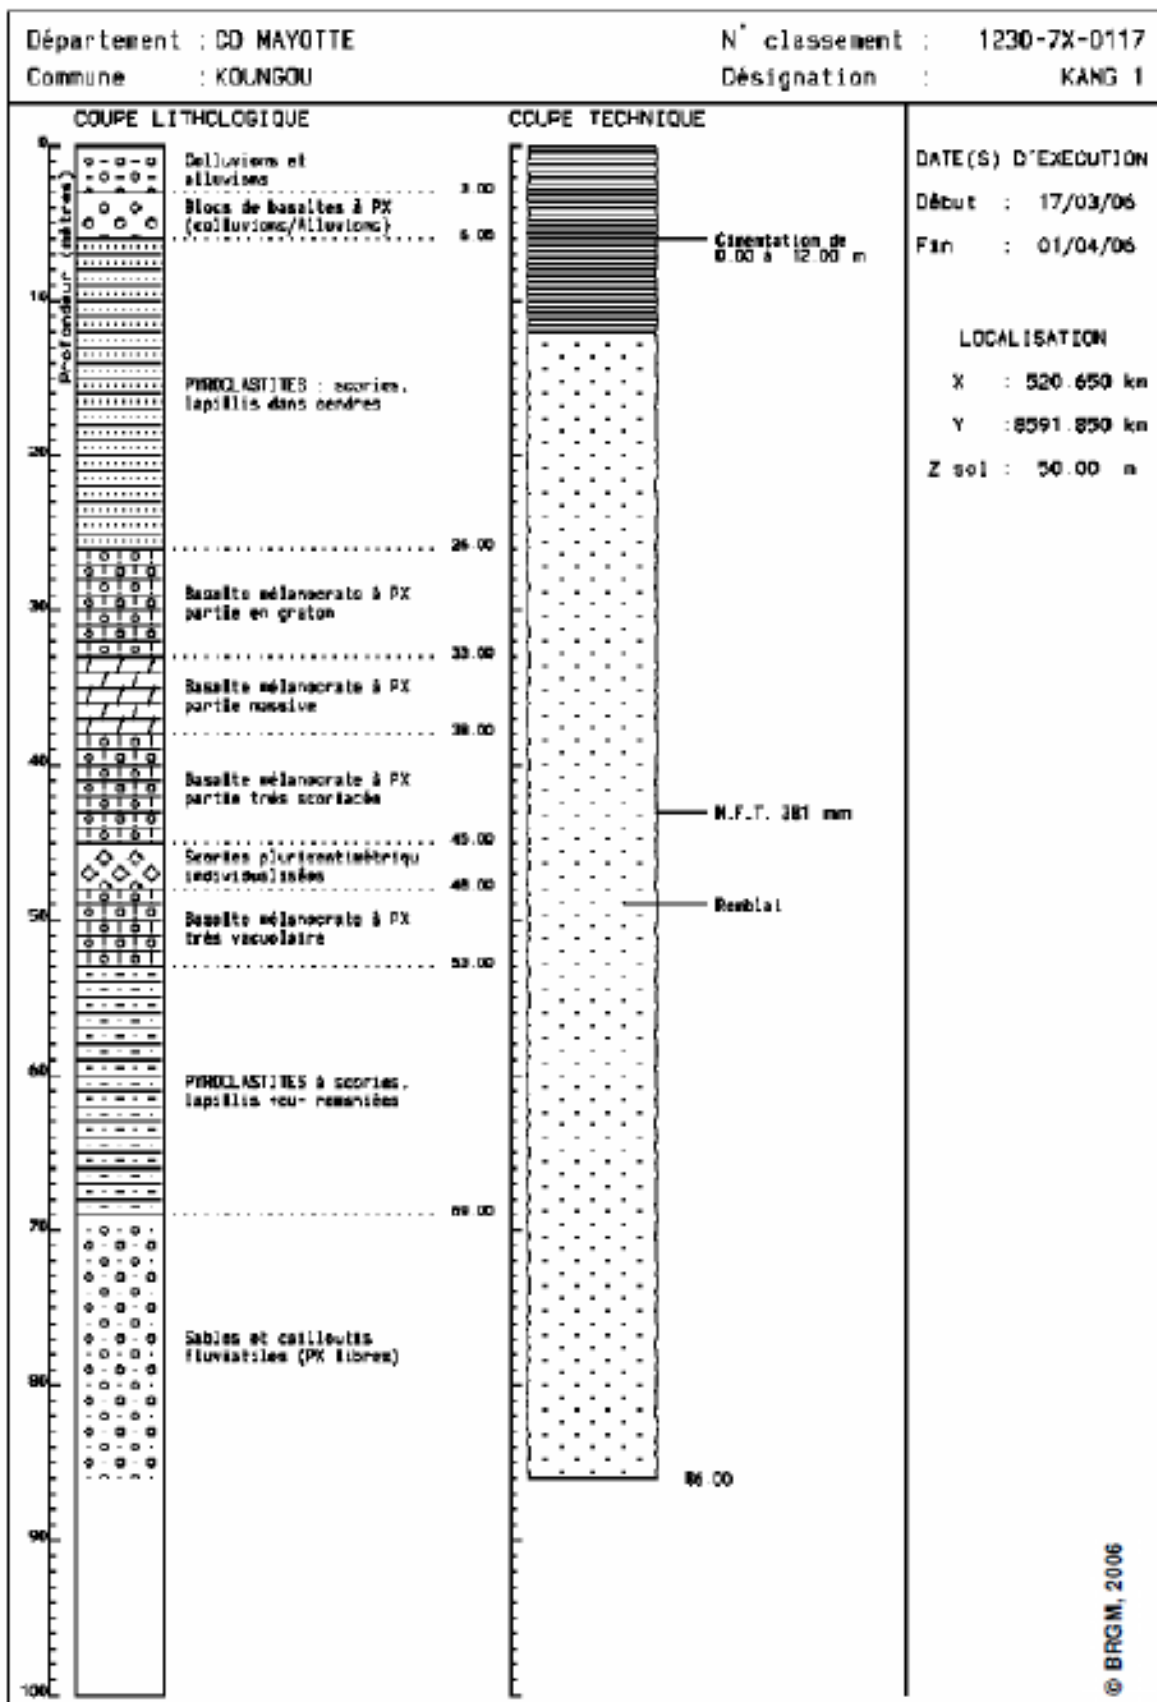 Département : CD MAYOTTE
N° classement : 1230-7X-0117
Commune : KOUNGOU
Désignation : KANG 1
COUPE LITHOLOGIQUE
COUPE TECHNIQUE
Profondeur (mètres)
0
10
20
30
40
50
60
70
80
90
100
Colluvions et
alluvions
3.00
Blocs de basaltes à PX
(colluvions/Alluvions)
6.00
PYROCLASTITES : scories,
lapillis dans cendres
26.00
Basalte mélanocrate à PX
partie en graton
33.00
Basalte mélanocrate à PX
partie massive
38.00
Basalte mélanocrate à PX
partie très scoriacée
45.00
Scories pluricentimétriqu
individualisées
48.00
Basalte mélanocrate à PX
très vacuolaire
53.00
PYROCLASTITES à scories,
lapillis +ou- remaniées
69.00
Sables et cailloutis
fluviatiles (PX libres)
Cimentation de
0.00 à 12.00 m
M.F.T. 381 mm
Remblai
86.00
DATE(S) D'EXECUTION
Début : 17/03/06
Fin : 01/04/06
LOCALISATION
X : 520.650 km
Y :8591.850 km
Z sol : 50.00 m
© BRGM, 2006